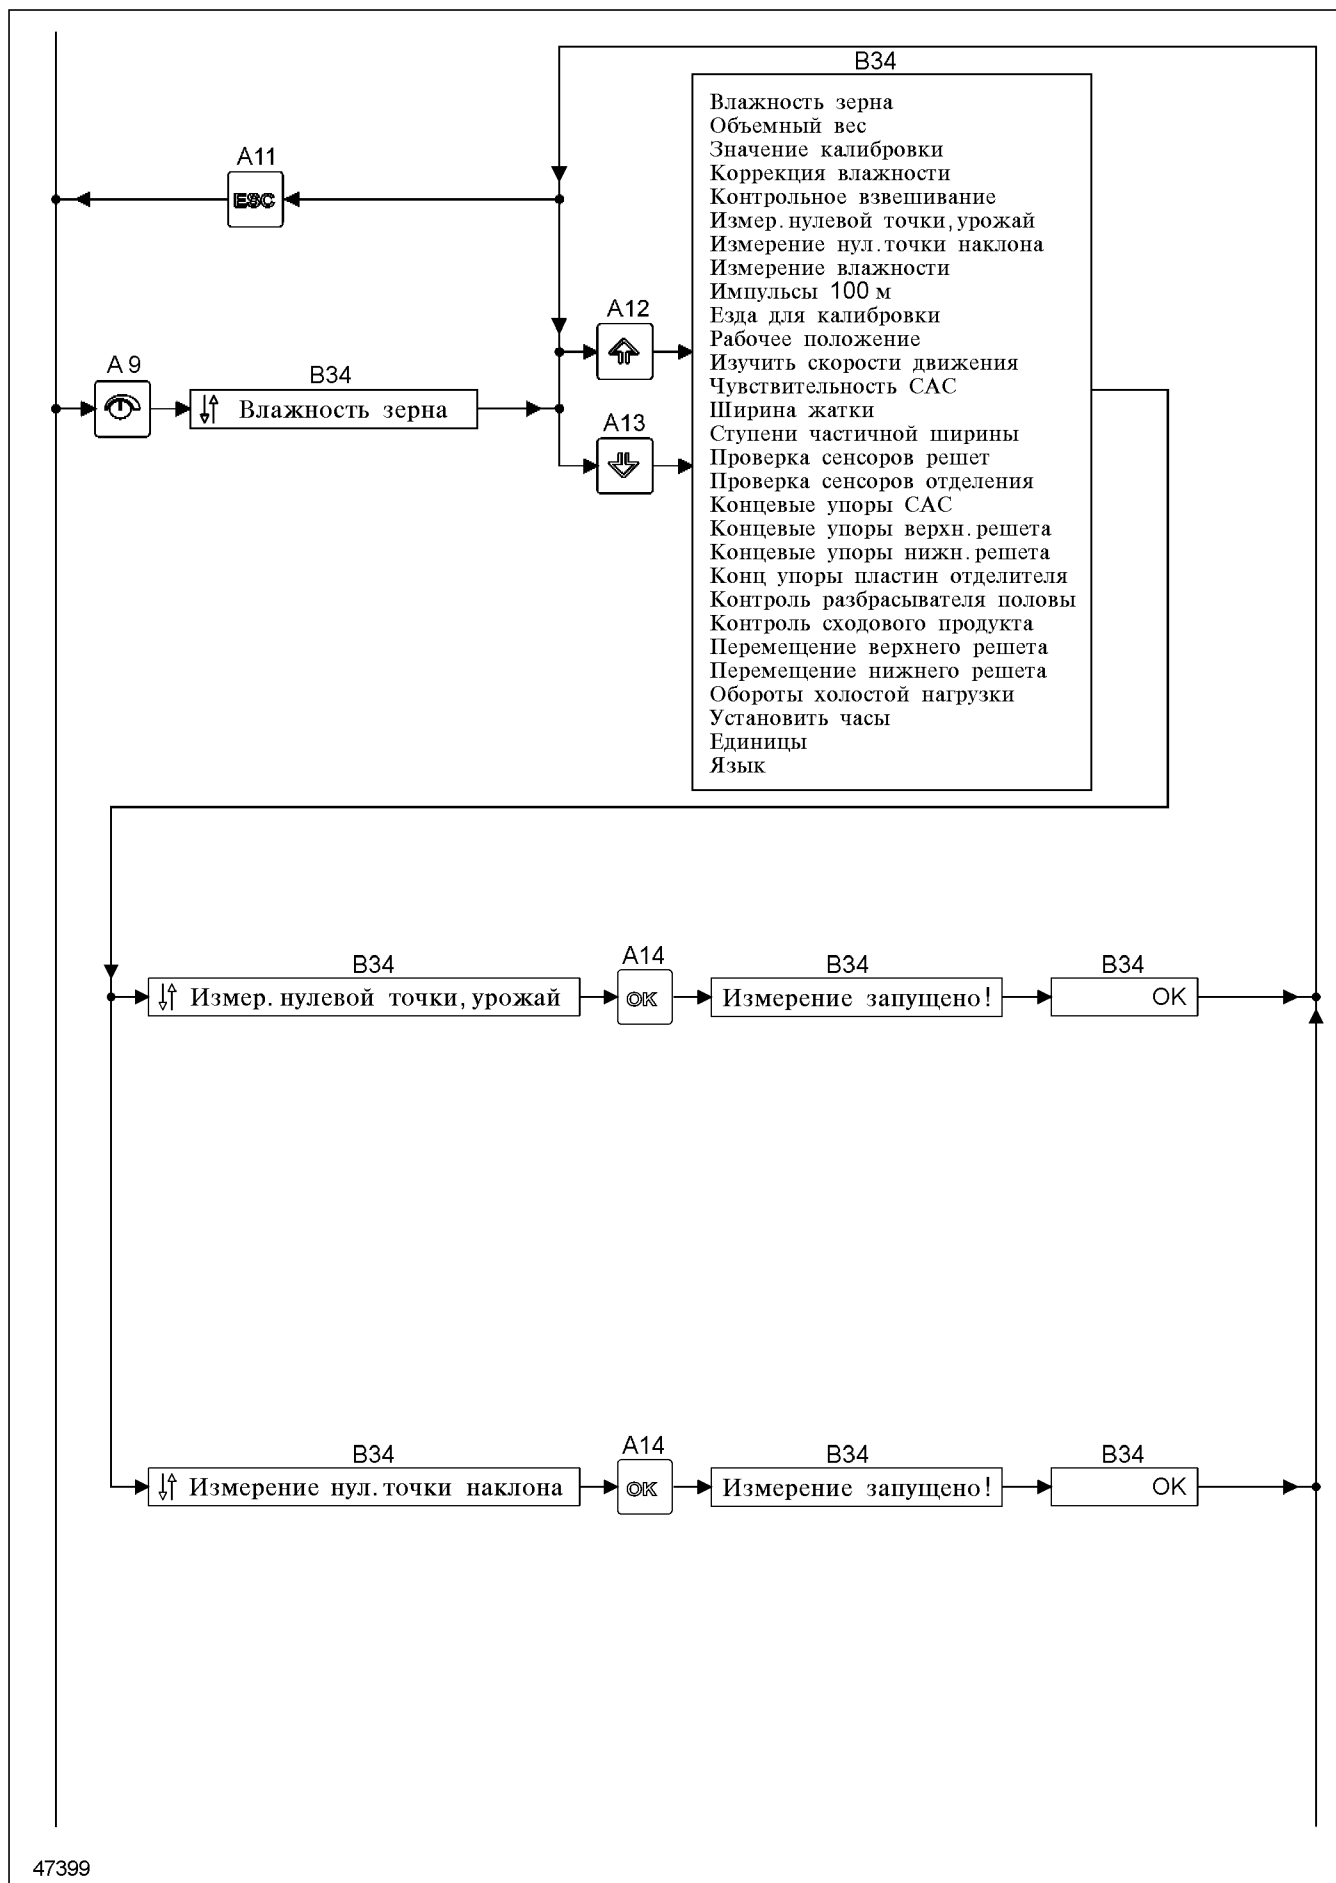 B34
Влажность зерна
Объемный вес
Значение калибровки
Коррекция влажности
Контрольное взвешивание
Измер. нулевой точки, урожай
Измерение нул. точки наклона
Измерение влажности
Импульсы 100 м
Езда для калибровки
Рабочее положение
Изучить скорости движения
Чувствительность САС
Ширина жатки
Ступени частичной ширины
Проверка сенсоров решет
Проверка сенсоров отделения
Концевые упоры САС
Концевые упоры верхн. решета
Концевые упоры нижн. решета
Конц упоры пластин отделителя
Контроль разбрасывателя половы
Контроль сходового продукта
Перемещение верхнего решета
Перемещение нижнего решета
Обороты холостой нагрузки
Установить часы
Единицы
Язык
A11
ESC
A12
A 9
B34
Влажность зерна
A13
B34
Измер. нулевой точки, урожай
A14
OK
B34
Измерение запущено!
B34
OK
B34
Измерение нул. точки наклона
A14
OK
B34
Измерение запущено!
B34
OK
47399